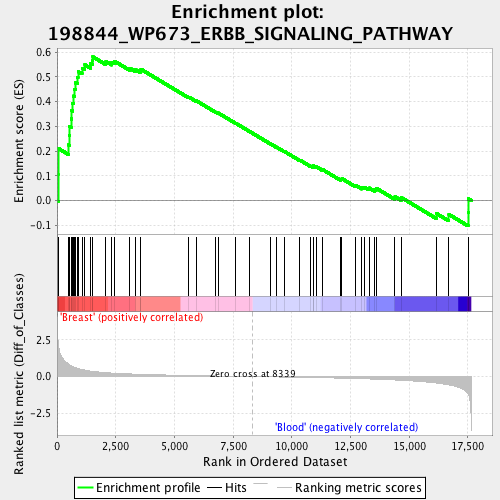 Enrichment plot:
198844_WP673_ERBB_SIGNALING_PATHWAY
Enrichment score (ES)
0.6
0.5
0.4
0.3
0.2
0.1
0.0
-0.1
Ranked list metric (Diff_of_Classes)
'Breast' (positively correlated)
2.5
Zero cross at 8339
0.0
-2.5
'Blood' (negatively correlated)
0
2,500
5,000
7,500
10,000
12,500
15,000
17,500
Rank in Ordered Dataset
Enrichment profile
Hits
Ranking metric scores